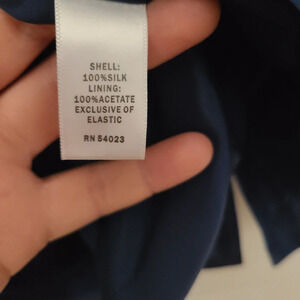 SHELL:
100%SILK
LINING:
100%ACETATE
EXCLUSIVE OF
ELASTIC
RN 54023